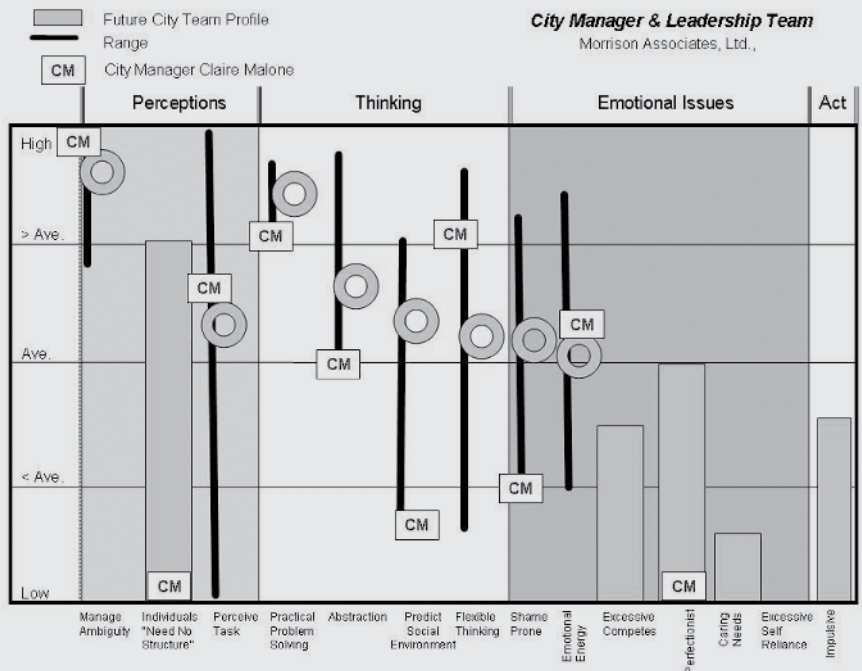 Future City Team Profile
Range
CM
City Manager Claire Malone
City Manager & Leadership Team
Morrison Associates, Ltd.,
Perceptions
Thinking
Emotional Issues
Act
High
CM
> Ave.
CM
CM
CM
CM
Ave.
CM
< Ave.
CM
CM
CM
CM
Low
Manage
Ambiguity
Individuals
"Need No
Structure"
Perceive
Task
Practical
Problem
Solving
Abstraction
Predict
Social
Environment
Flexible
Thinking
Shame
Prone
Emotional
Energy
Excessive
Competes
Perfectionist
Caring
Needs
Excessive
Self
Reliance
Impulsive